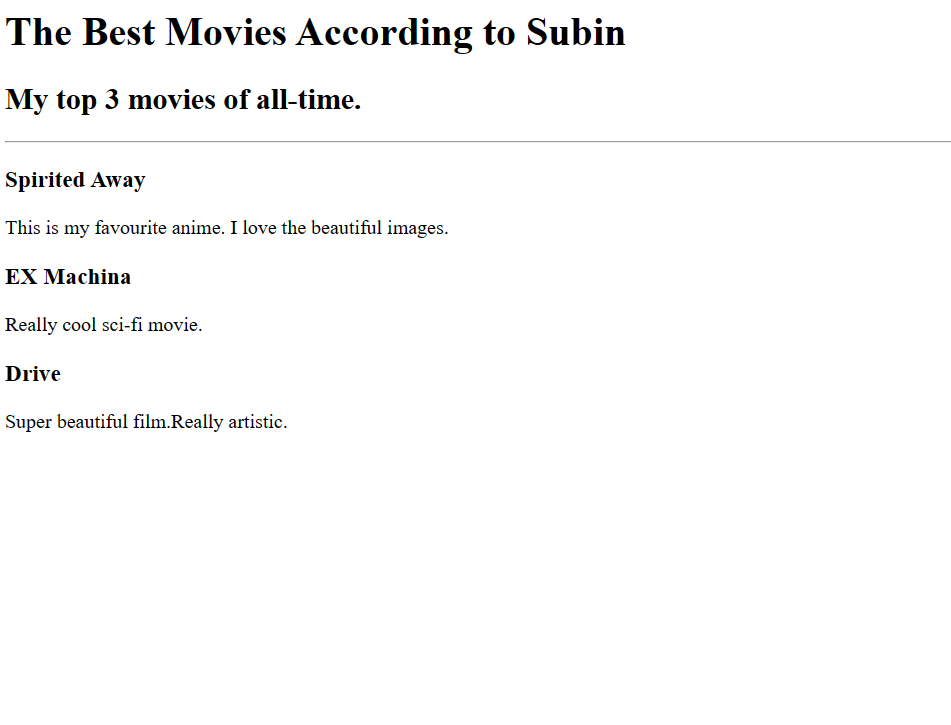 The Best Movies According to Subin
My top 3 movies of all-time.
Spirited Away
This is my favourite anime. I love the beautiful images.
EX Machina
Really cool sci-fi movie.
Drive
Super beautiful film.Really artistic.